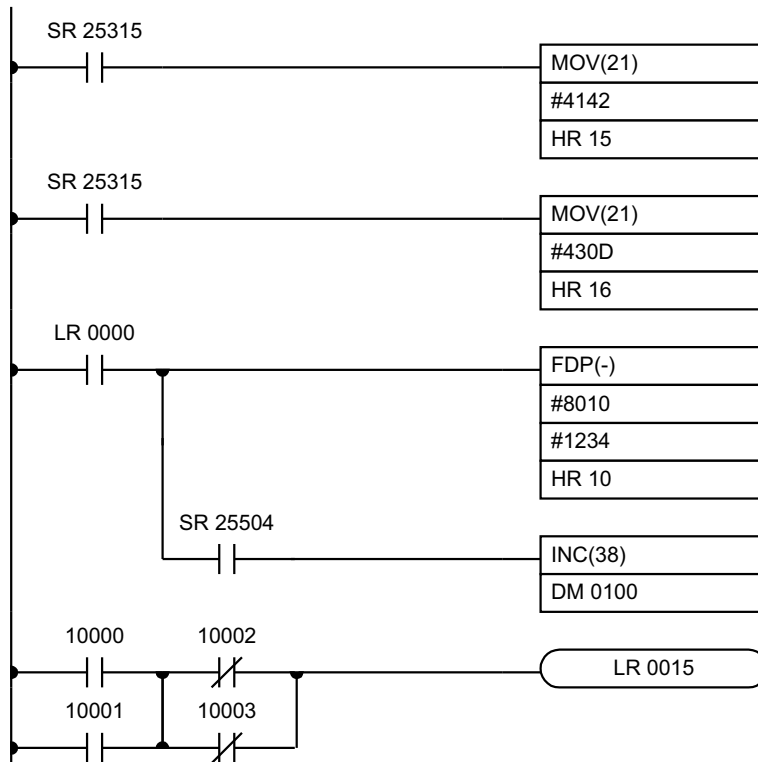 SR 25315
MOV(21)
#4142
HR 15
SR 25315
MOV(21)
#430D
HR 16
LR 0000
FDP(-)
#8010
#1234
HR 10
SR 25504
INC(38)
DM 0100
10000 10002
LR 0015
10001 10003